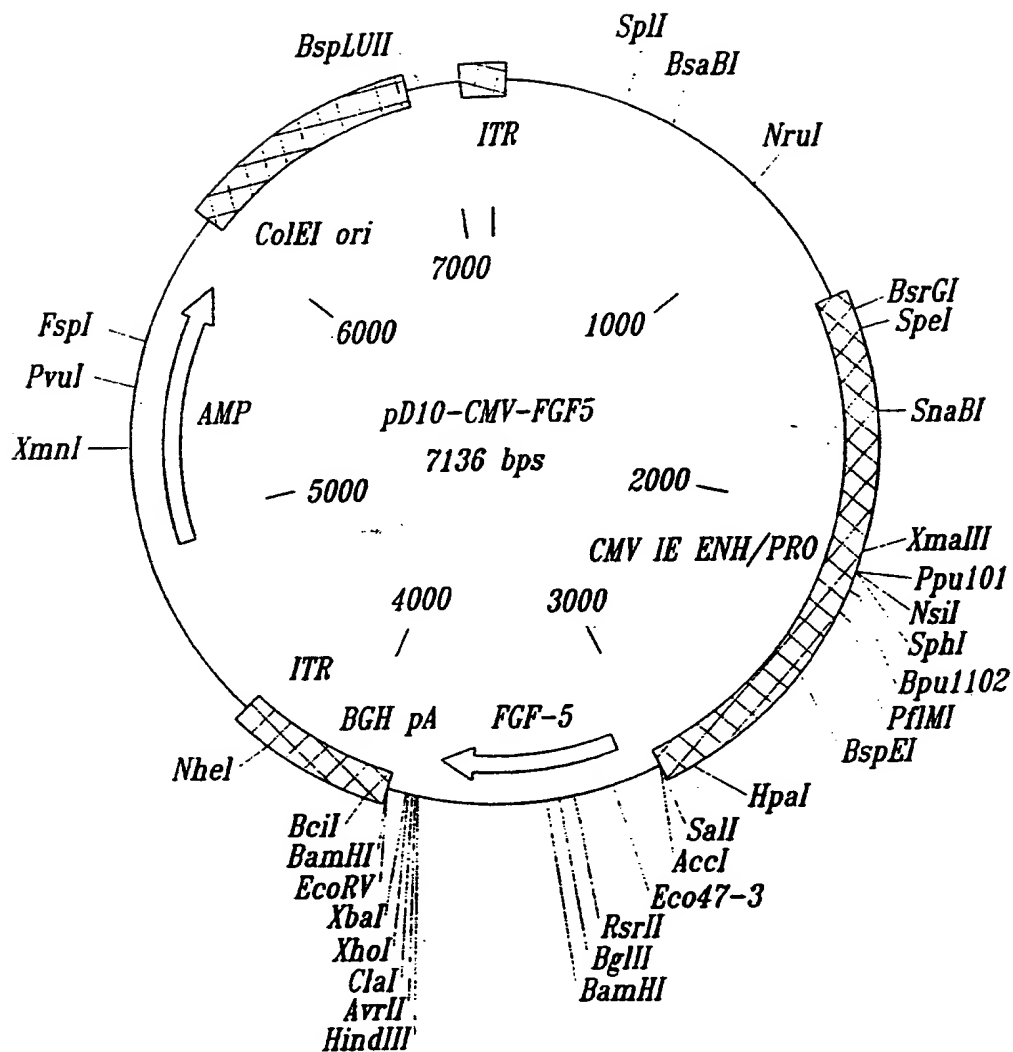 SplI
BspLUII
BsaBI
NruI
ITR
ColEI ori
7000
BsrGI
SpeI
FspI
6000
1000
PvuI
AMP
pD10-CMV-FGF5
SnaBI
XmnI
7136 bps
5000
2000
XmaIII
CMV IE ENH/PRO
Ppu101
4000
3000
NsiI
SphI
ITR
Bpu1102
BGH pA
FGF-5
PflMI
BspEI
NheI
HpaI
BciI
SalI
BamHI
AccI
EcoRV
Eco47-3
XbaI
RsrII
XhoI
BglII
ClaI
BamHI
AvrII
HindIII